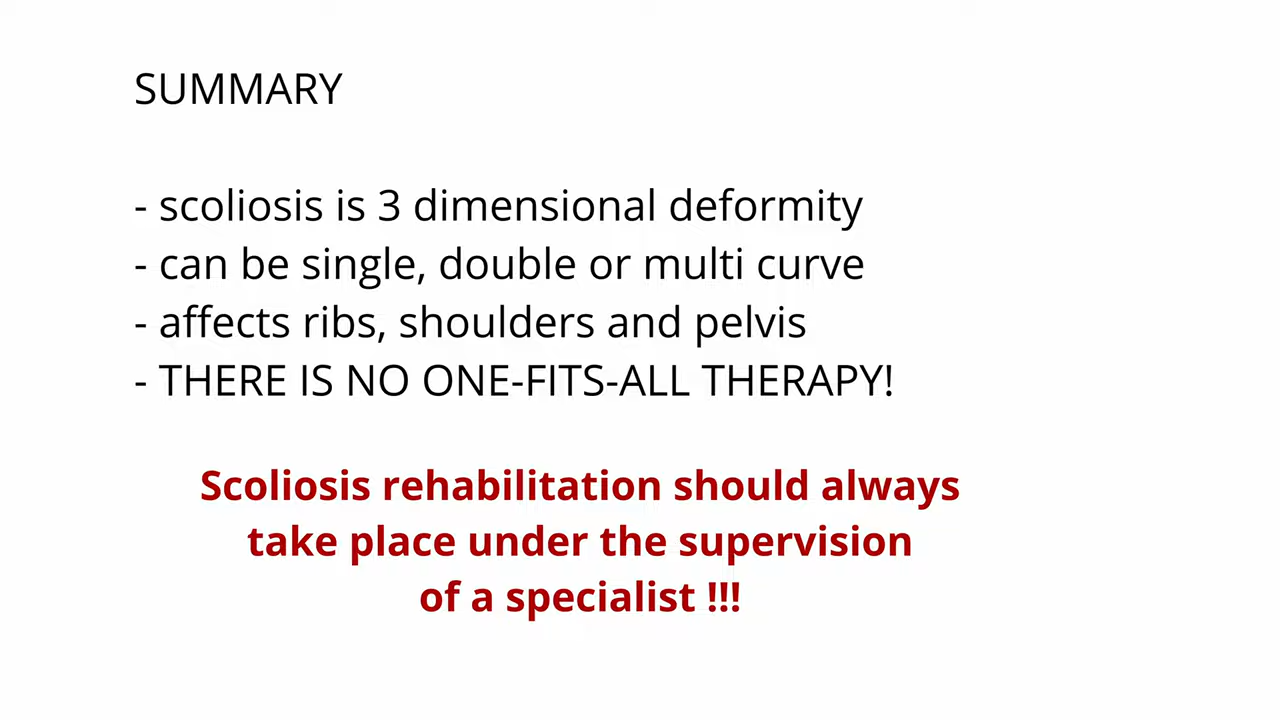 SUMMARY
- scoliosis is 3 dimensional deformity
- can be single, double or multi curve
- affects ribs, shoulders and pelvis
- THERE IS NO ONE-FITS-ALL THERAPY!
Scoliosis rehabilitation should always
take place under the supervision
of a specialist !!!